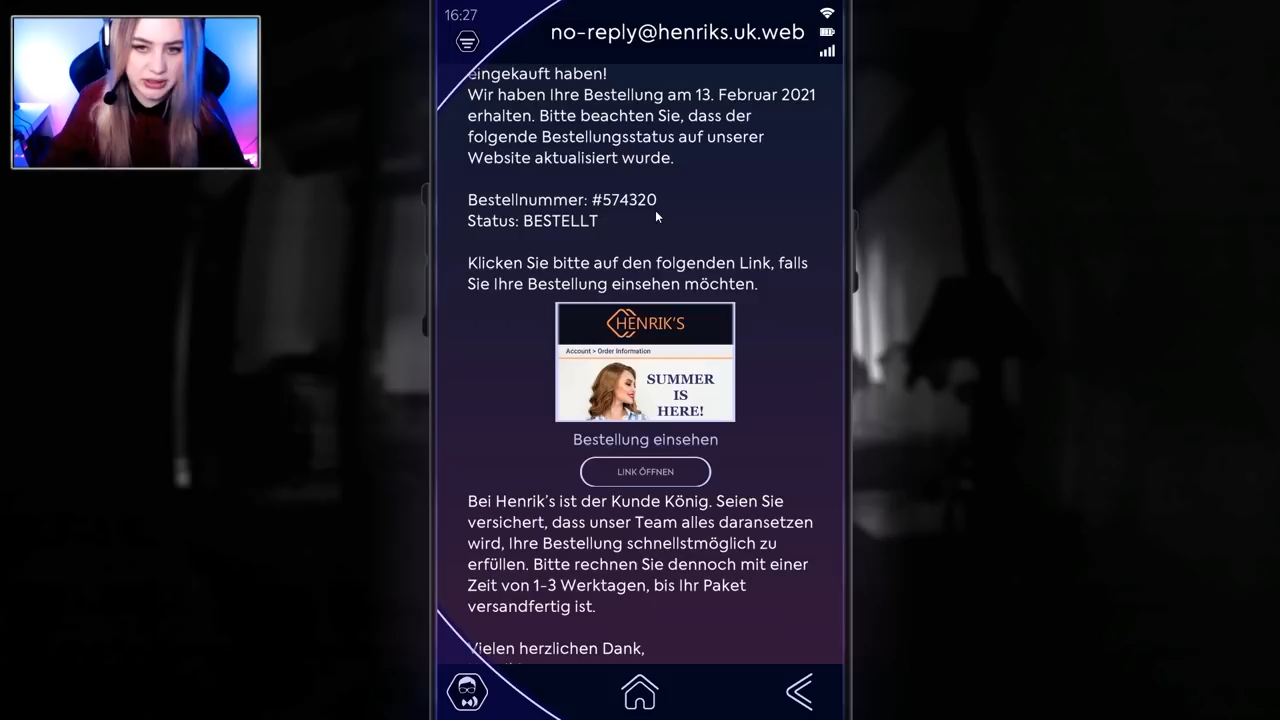 16:27
no-reply@henriks.uk.web
eingekauft haben!
Wir haben Ihre Bestellung am 13. Februar 2021
erhalten. Bitte beachten Sie, dass der
folgende Bestellungsstatus auf unserer
Website aktualisiert wurde.
Bestellnummer: #574320
Status: BESTELLT
Klicken Sie bitte auf den folgenden Link, falls
Sie Ihre Bestellung einsehen möchten.
HENRIK'S
Account > Order Information
SUMMER
IS
HERE!
Bestellung einsehen
LINK ÖFFNEN
Bei Henrik's ist der Kunde König. Seien Sie
versichert, dass unser Team alles daransetzen
wird, Ihre Bestellung schnellstmöglich zu
erfüllen. Bitte rechnen Sie dennoch mit einer
Zeit von 1-3 Werktagen, bis Ihr Paket
versandfertig ist.
Vielen herzlichen Dank,